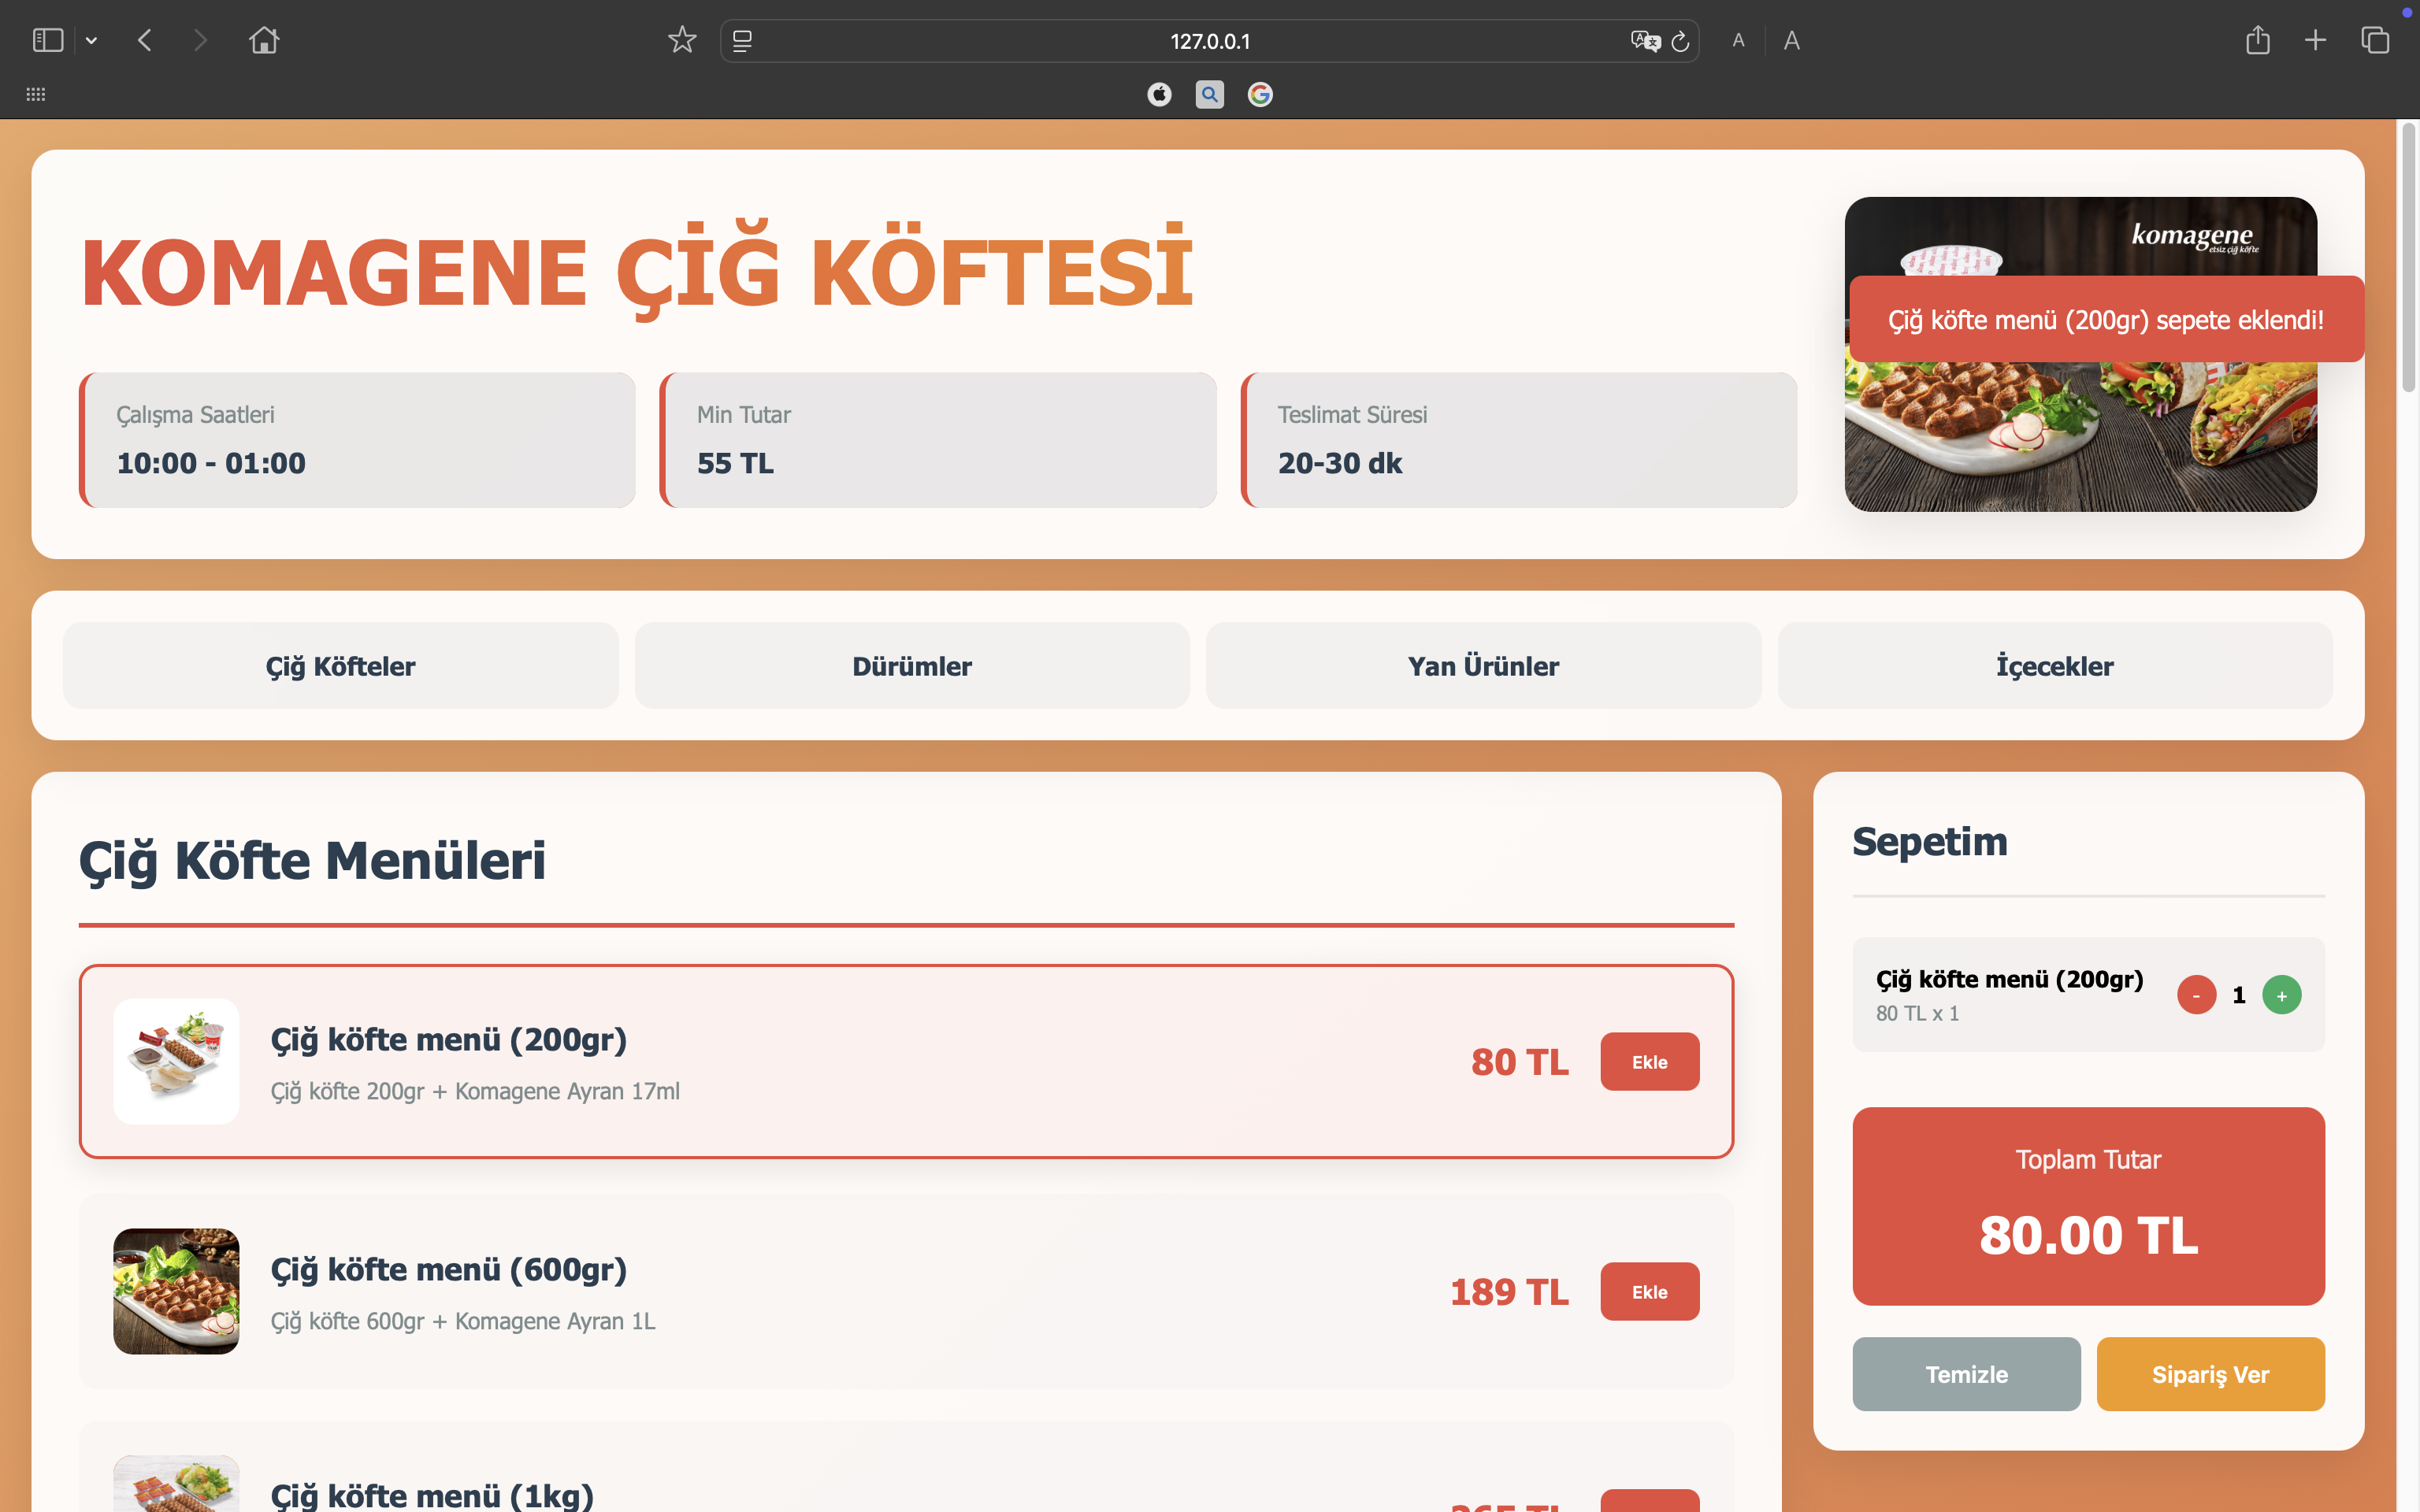 127.0.0.1
A
A
KOMAGENE ÇİĞ KÖFTESİ
komagene
etsiz çiğ köfte
Çiğ köfte menü (200gr) sepete eklendi!
Çalışma Saatleri
10:00 - 01:00
Min Tutar
55 TL
Teslimat Süresi
20-30 dk
Çiğ Köfteler
Dürümler
Yan Ürünler
İçecekler
Çiğ Köfte Menüleri
Çiğ köfte menü (200gr)
Çiğ köfte 200gr + Komagene Ayran 17ml
80 TL
Ekle
Çiğ köfte menü (600gr)
Çiğ köfte 600gr + Komagene Ayran 1L
189 TL
Ekle
Çiğ köfte menü (1kg)
Sepetim
Çiğ köfte menü (200gr)
80 TL x 1
- 1 +
Toplam Tutar
80.00 TL
Temizle
Sipariş Ver